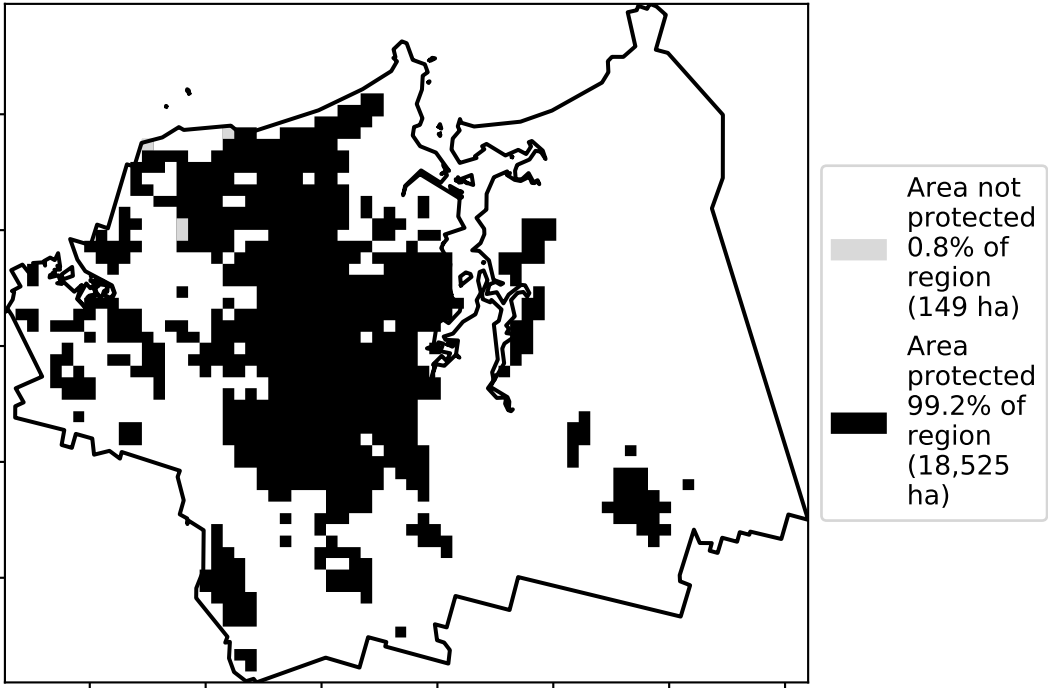 Area not
protected
0.8% of
region
(149 ha)
Area
protected
99.2% of
region
(18,525
ha)